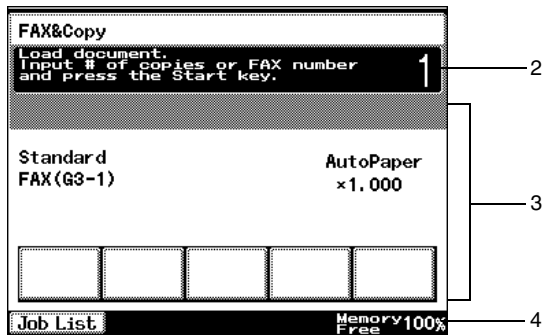 FAX&Copy
Load document.
Input # of copies or FAX number
and press the Start key.
1
2
Standard
FAX(G3-1)
AutoPaper
×1.000
3
Job List
Memory
Free
100%
4